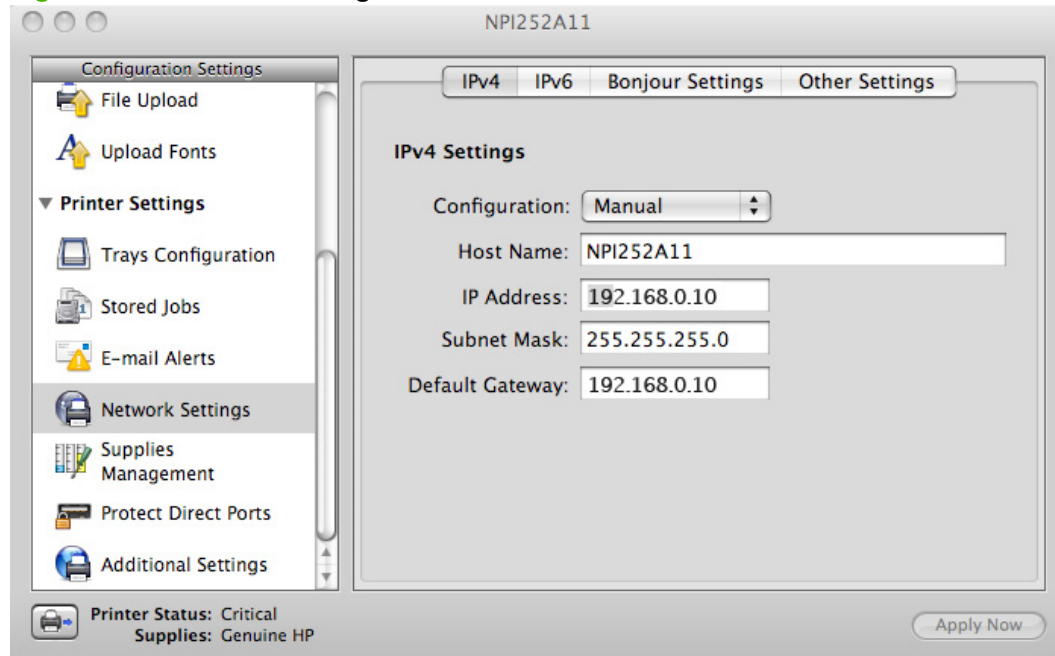 NPI252A11
Configuration Settings
File Upload
Upload Fonts
Printer Settings
Trays Configuration
Stored Jobs
E-mail Alerts
Network Settings
Supplies
Management
Protect Direct Ports
Additional Settings
IPv4 IPv6 Bonjour Settings Other Settings
IPv4 Settings
Configuration: Manual
Host Name: NPI252A11
IP Address: 192.168.0.10
Subnet Mask: 255.255.255.0
Default Gateway: 192.168.0.10
Printer Status: Critical
Supplies: Genuine HP
Apply Now